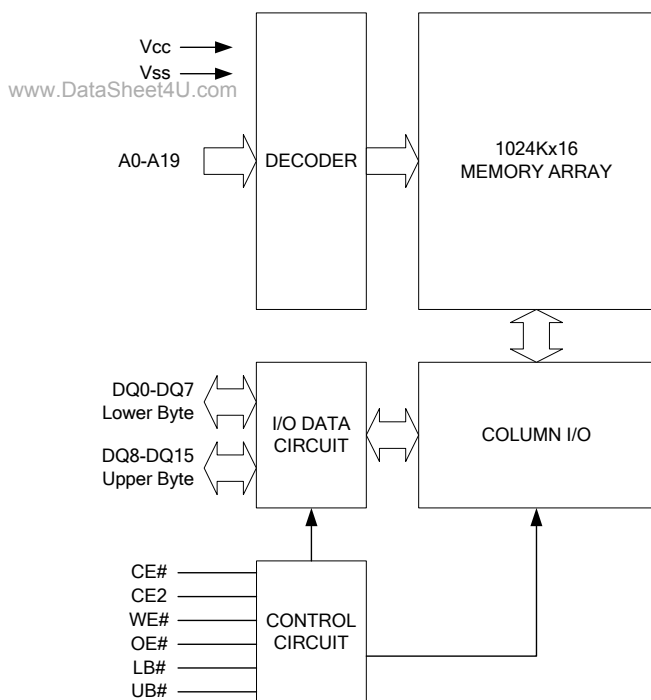 Vcc
Vss
www.DataSheet4U.com
A0-A19
DECODER
1024Kx16
MEMORY ARRAY
DQ0-DQ7
Lower Byte
DQ8-DQ15
Upper Byte
I/O DATA
CIRCUIT
COLUMN I/O
CE#
CE2
WE#
OE#
LB#
UB#
CONTROL
CIRCUIT